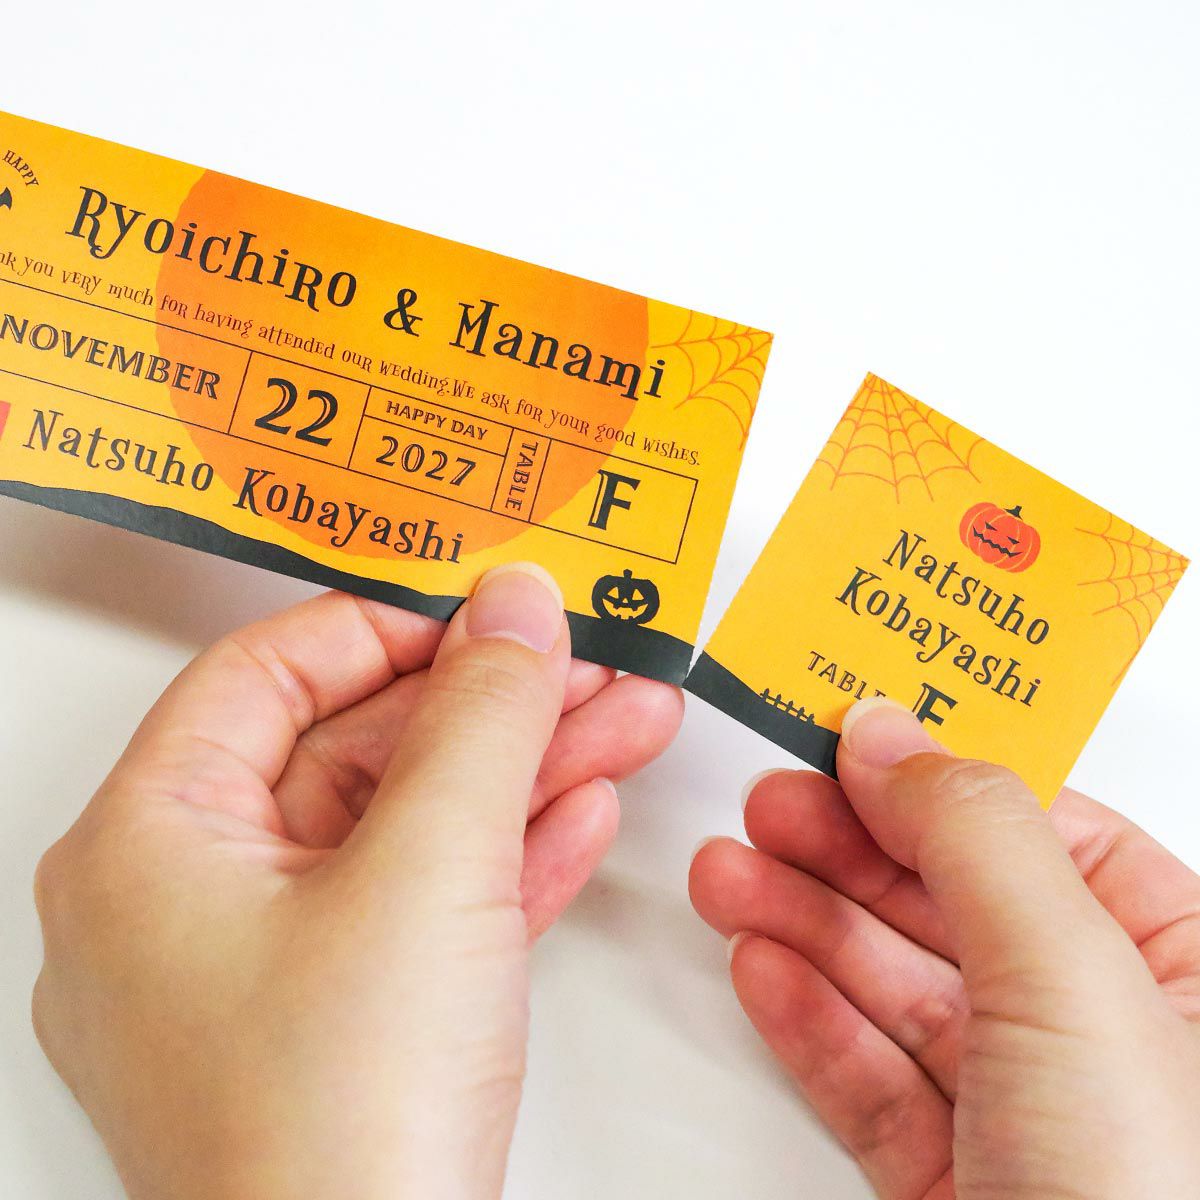 HAPPY
Ryoichiro & Manami
you very much for having attended our wedding.We ask for your good wishes.
NOVEMBER
22
HAPPY DAY
2027
TABLE
F
Natsuho Kobayashi
Natsuho
Kobayashi
TABLE F